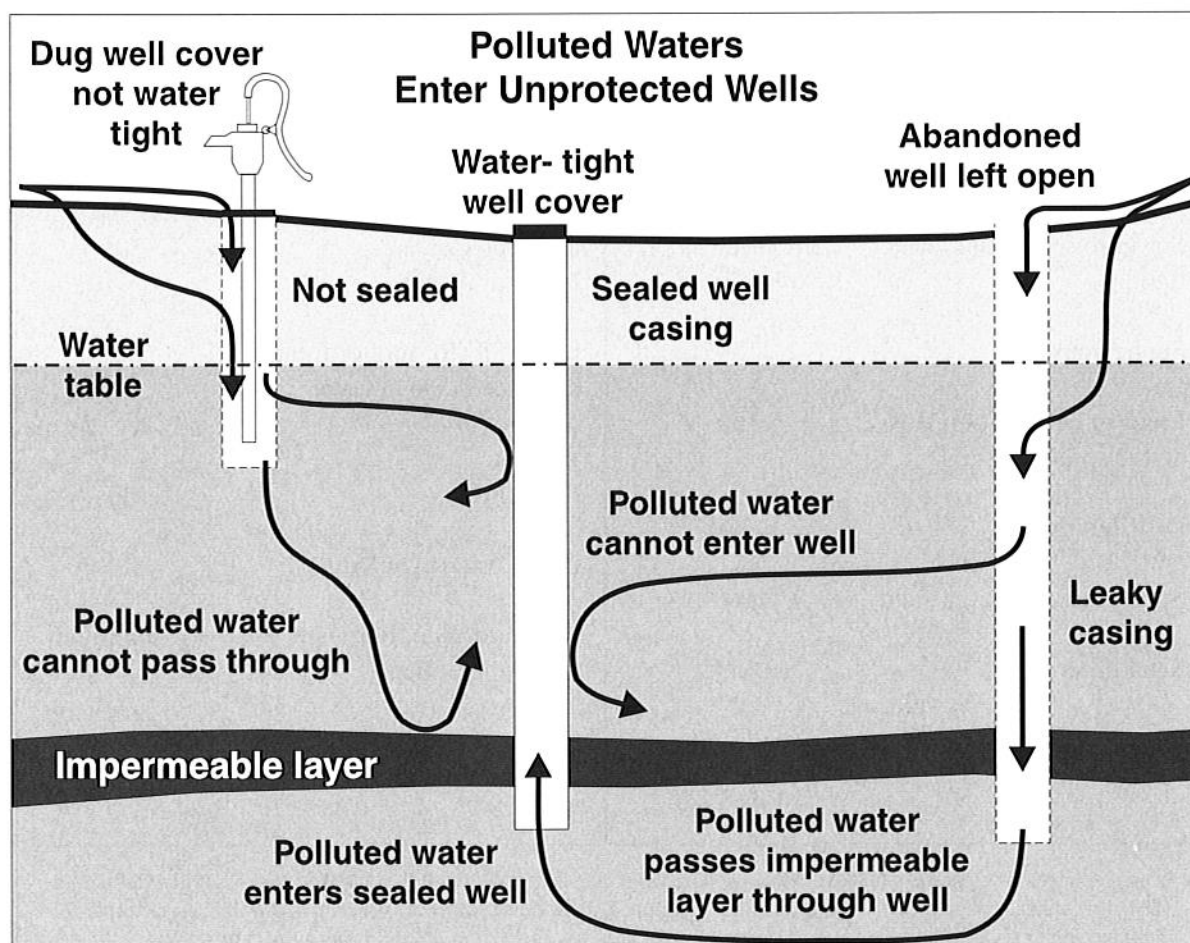 Polluted Waters
Enter Unprotected Wells
Dug well cover
not water
tight
Water- tight
well cover
Abandoned
well left open
Not sealed
Sealed well
casing
Water
table
Polluted water
cannot enter well
Leaky
casing
Polluted water
cannot pass through
Impermeable layer
Polluted water
enters sealed well
Polluted water
passes impermeable
layer through well